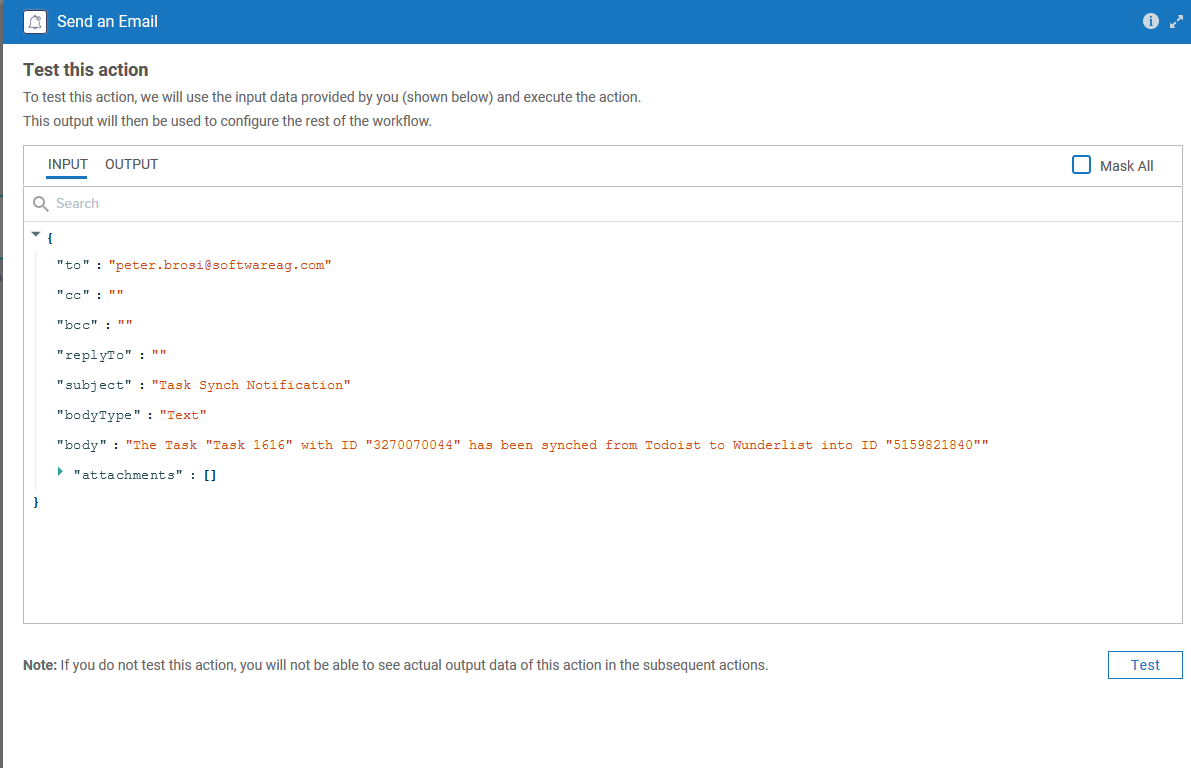 Send an Email
Test this action
To test this action, we will use the input data provided by you (shown below) and execute the action.
This output will then be used to configure the rest of the workflow.
INPUT OUTPUT Mask All
Search
{
"to" : "peter.brosi@softwareag.com"
"cc" : ""
"bcc" : ""
"replyTo" : ""
"subject" : "Task Synch Notification"
"bodyType" : "Text"
"body" : "The Task "Task 1616" with ID "3270070044" has been synched from Todoist to Wunderlist into ID "5159821840""
"attachments" : []
}
Note: If you do not test this action, you will not be able to see actual output data of this action in the subsequent actions.
Test